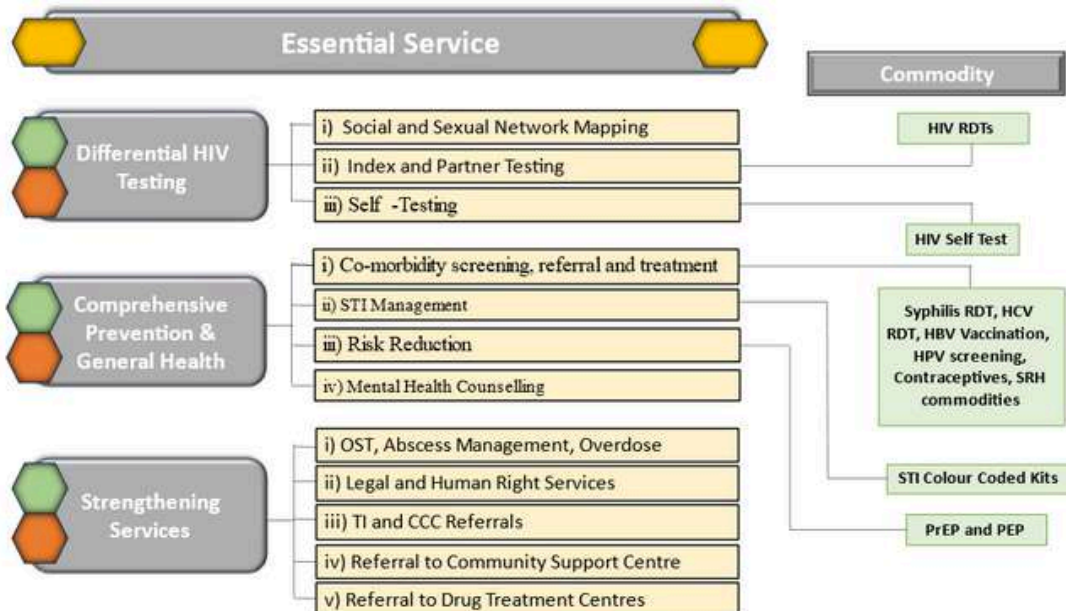 Essential Service
Commodity
Differential HIV
Testing
i) Social and Sexual Network Mapping
ii) Index and Partner Testing
iii) Self -Testing
HIV RDTs
HIV Self Test
Comprehensive
Prevention &
General Health
i) Co-morbidity screening, referral and treatment
ii) STI Management
iii) Risk Reduction
iv) Mental Health Counselling
Syphilis RDT, HCV
RDT, HBV Vaccination,
HPV screening,
Contraceptives, SRH
commodities
Strengthening
Services
i) OST, Abscess Management, Overdose
ii) Legal and Human Right Services
iii) TI and CCC Referrals
iv) Referral to Community Support Centre
v) Referral to Drug Treatment Centres
STI Colour Coded Kits
PrEP and PEP